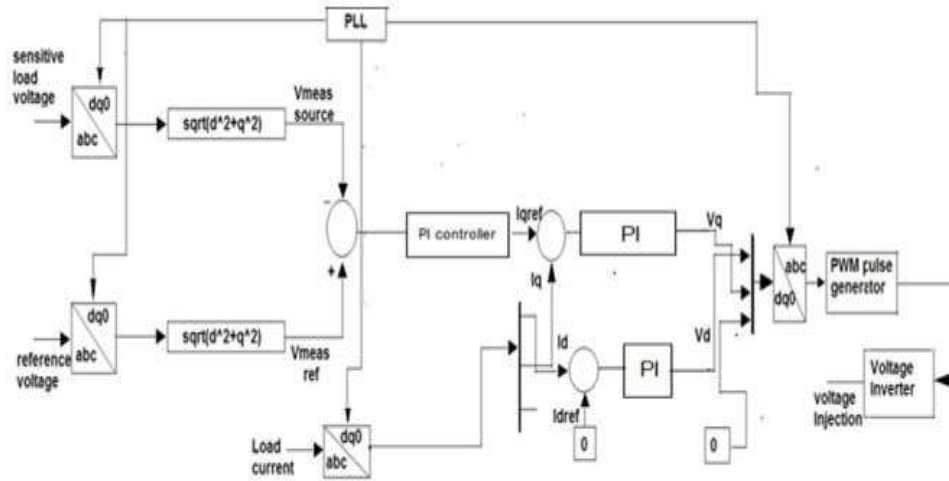 PLL
sensitive
load
voltage
dq0
abc
sqrt(d^2+q^2)
Vmeas
source
-
+
PI controller
Iqref
PI
Vq
abc
dq0
PWM pulse
generator
Iq
dq0
abc
reference
voltage
sqrt(d^2+q^2)
Vmeas
ref
Id
PI
Vd
Idref
0
0
voltage
Injection
Voltage
Inverter
Load
current
dq0
abc